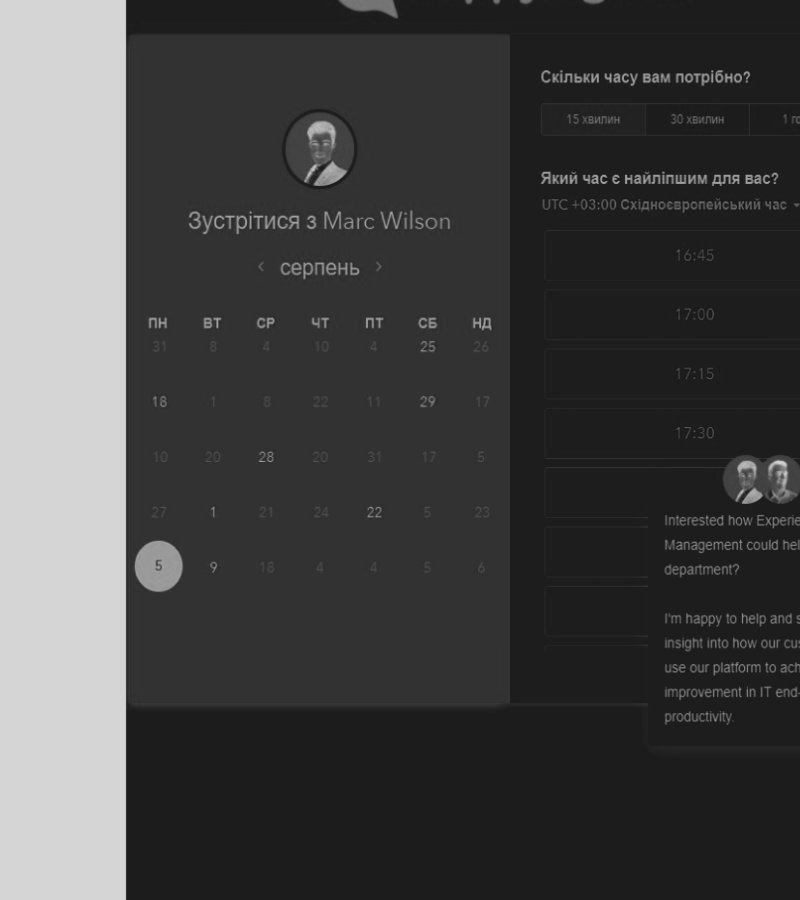 Зустрітися з Marc Wilson
‹ серпень ›
ПН ВТ СР ЧТ ПТ СБ НД
31 8 4 10 4 25 26
18 1 8 22 11 29 17
10 20 28 20 31 17 5
27 1 21 24 22 5 23
5 9 18 4 4 5 6
Скільки часу вам потрібно?
15 хвилин 30 хвилин 1 го
Який час є найліпшим для вас?
UTC +03:00 Східноєвропейський час
16:45
17:00
17:15
17:30
Interested how Experie
Management could hel
department?
I'm happy to help and s
insight into how our cus
use our platform to ach
improvement in IT end-
productivity.